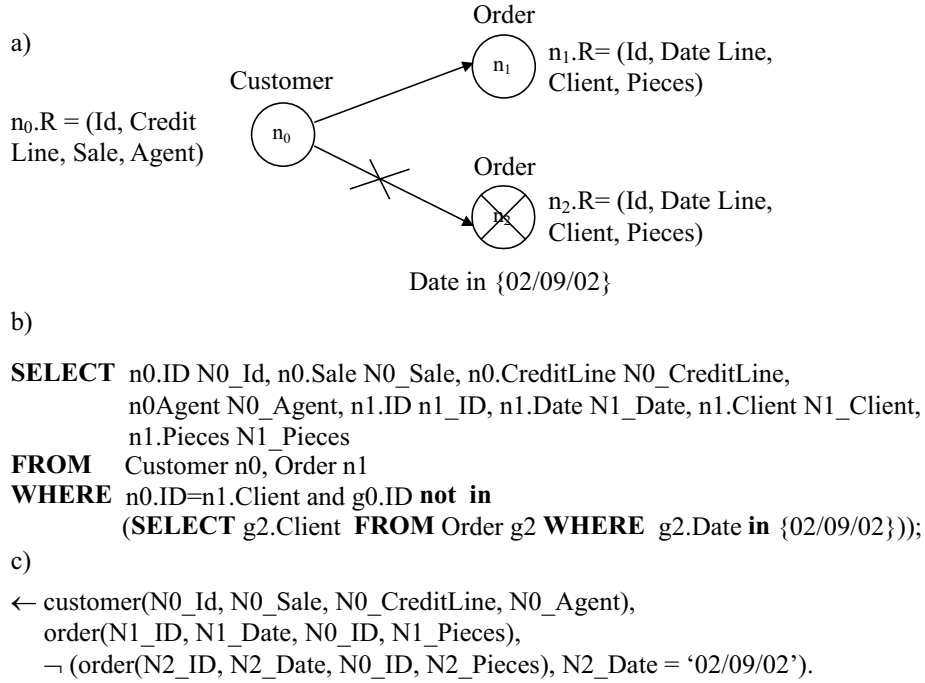 a)
Order
n1
n1.R= (Id, Date Line,
Client, Pieces)
Customer
n0.R = (Id, Credit
Line, Sale, Agent)
n0
Order
n2
n2.R= (Id, Date Line,
Client, Pieces)
Date in {02/09/02}
b)
SELECT n0.ID N0_Id, n0.Sale N0_Sale, n0.CreditLine N0_CreditLine,
n0Agent N0_Agent, n1.ID n1_ID, n1.Date N1_Date, n1.Client N1_Client,
n1.Pieces N1_Pieces
FROM Customer n0, Order n1
WHERE n0.ID=n1.Client and g0.ID not in
(SELECT g2.Client FROM Order g2 WHERE g2.Date in {02/09/02}));
c)
← customer(N0_Id, N0_Sale, N0_CreditLine, N0_Agent),
order(N1_ID, N1_Date, N0_ID, N1_Pieces),
¬ (order(N2_ID, N2_Date, N0_ID, N2_Pieces), N2_Date = ‘02/09/02’).